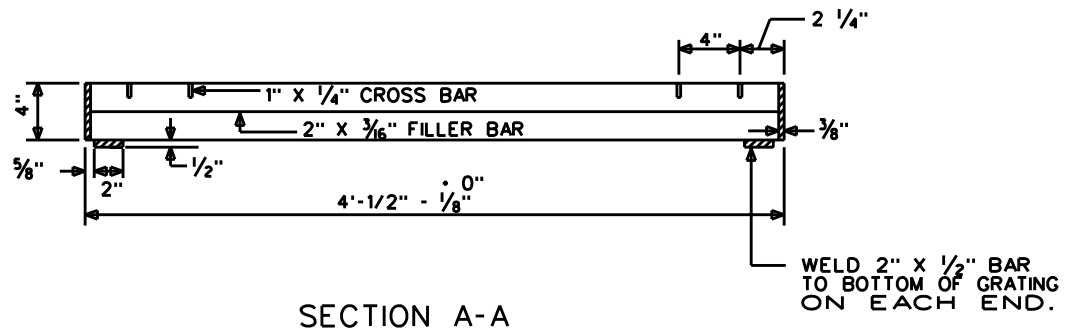 2 1/4"
4"
4"
1" X 1/4" CROSS BAR
2" X 3/16" FILLER BAR
3/8"
5/8"
1/2"
2"
• 0"
4'-1/2" - 1/8"
WELD 2" X 1/2" BAR
TO BOTTOM OF GRATING
ON EACH END.
SECTION A-A